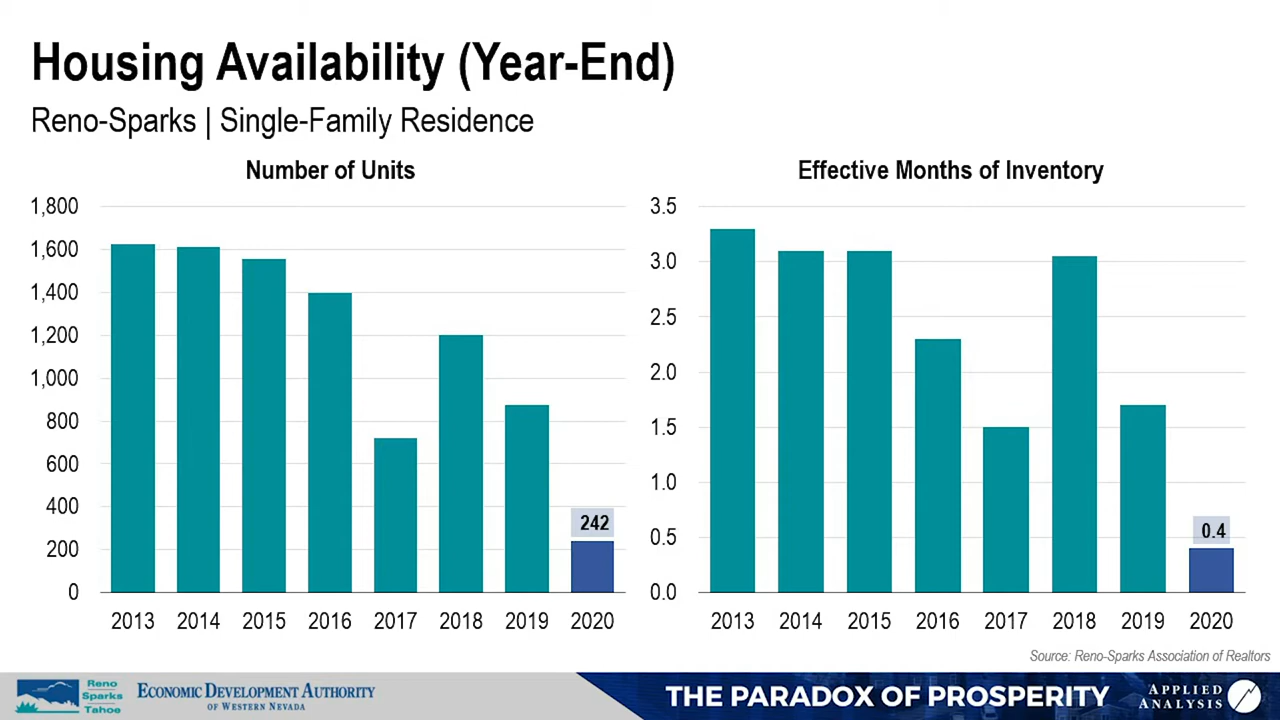 Housing Availability (Year-End)
Reno-Sparks | Single-Family Residence
Number of Units
1,800
1,600
1,400
1,200
1,000
800
600
400
200
0
242
2013 2014 2015 2016 2017 2018 2019 2020
Effective Months of Inventory
3.5
3.0
2.5
2.0
1.5
1.0
0.5
0.0
0.4
2013 2014 2015 2016 2017 2018 2019 2020
Source: Reno-Sparks Association of Realtors
Reno
Sparks
Tahoe
ECONOMIC DEVELOPMENT AUTHORITY
OF WESTERN NEVADA
THE PARADOX OF PROSPERITY
APPLIED
ANALYSIS